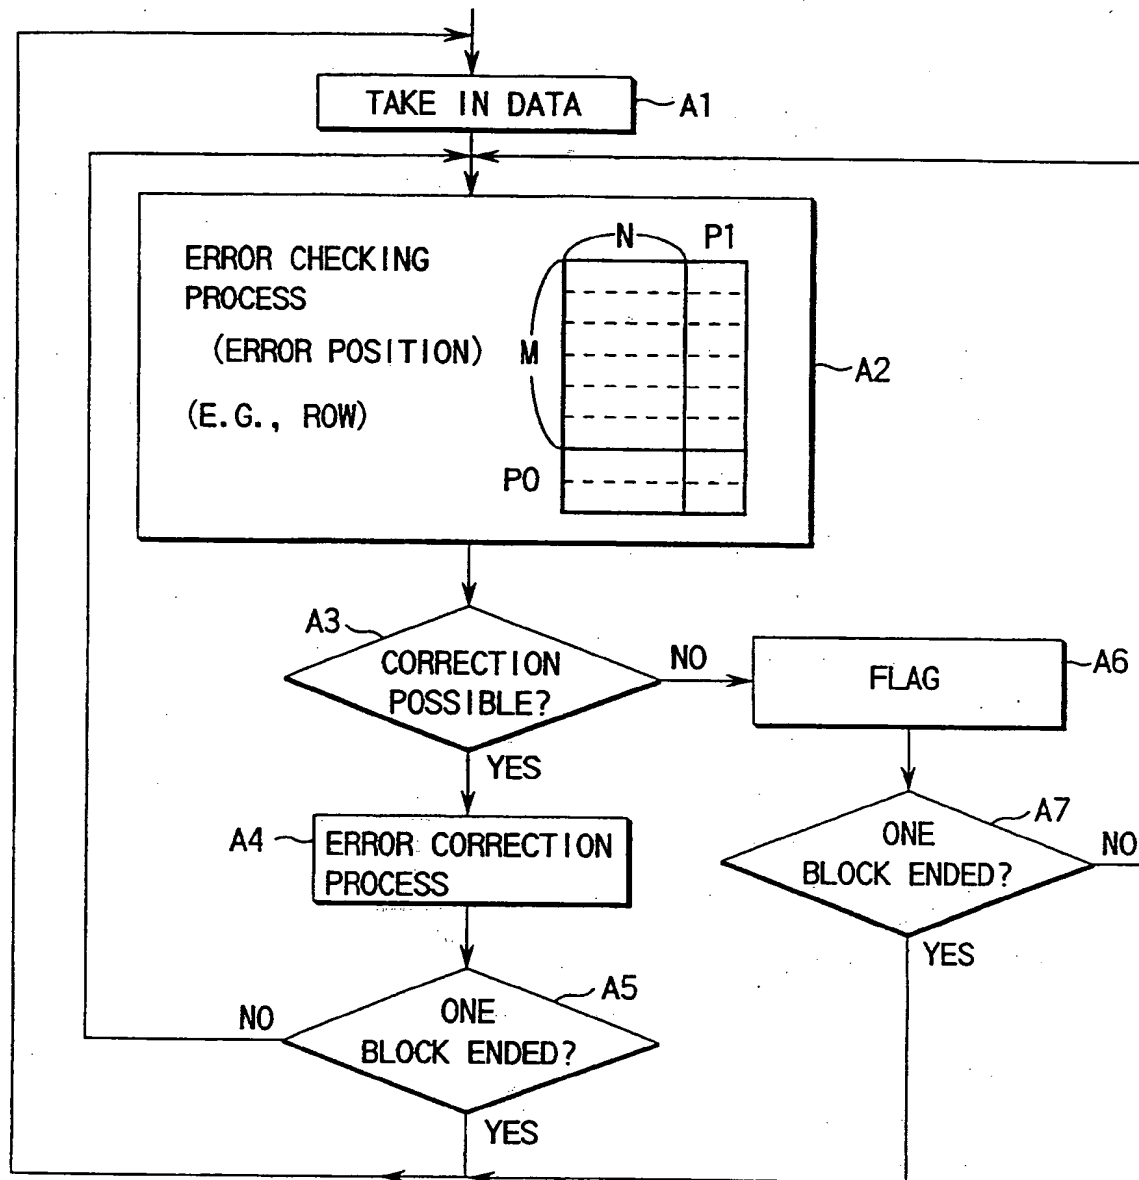 TAKE IN DATA
A1
ERROR CHECKING
PROCESS
(ERROR POSITION)
(E.G., ROW)
N
P1
M
P0
A2
A3
CORRECTION
POSSIBLE?
NO
YES
FLAG
A6
A4
ERROR CORRECTION
PROCESS
A7
ONE
BLOCK ENDED?
NO
YES
A5
ONE
BLOCK ENDED?
NO
YES